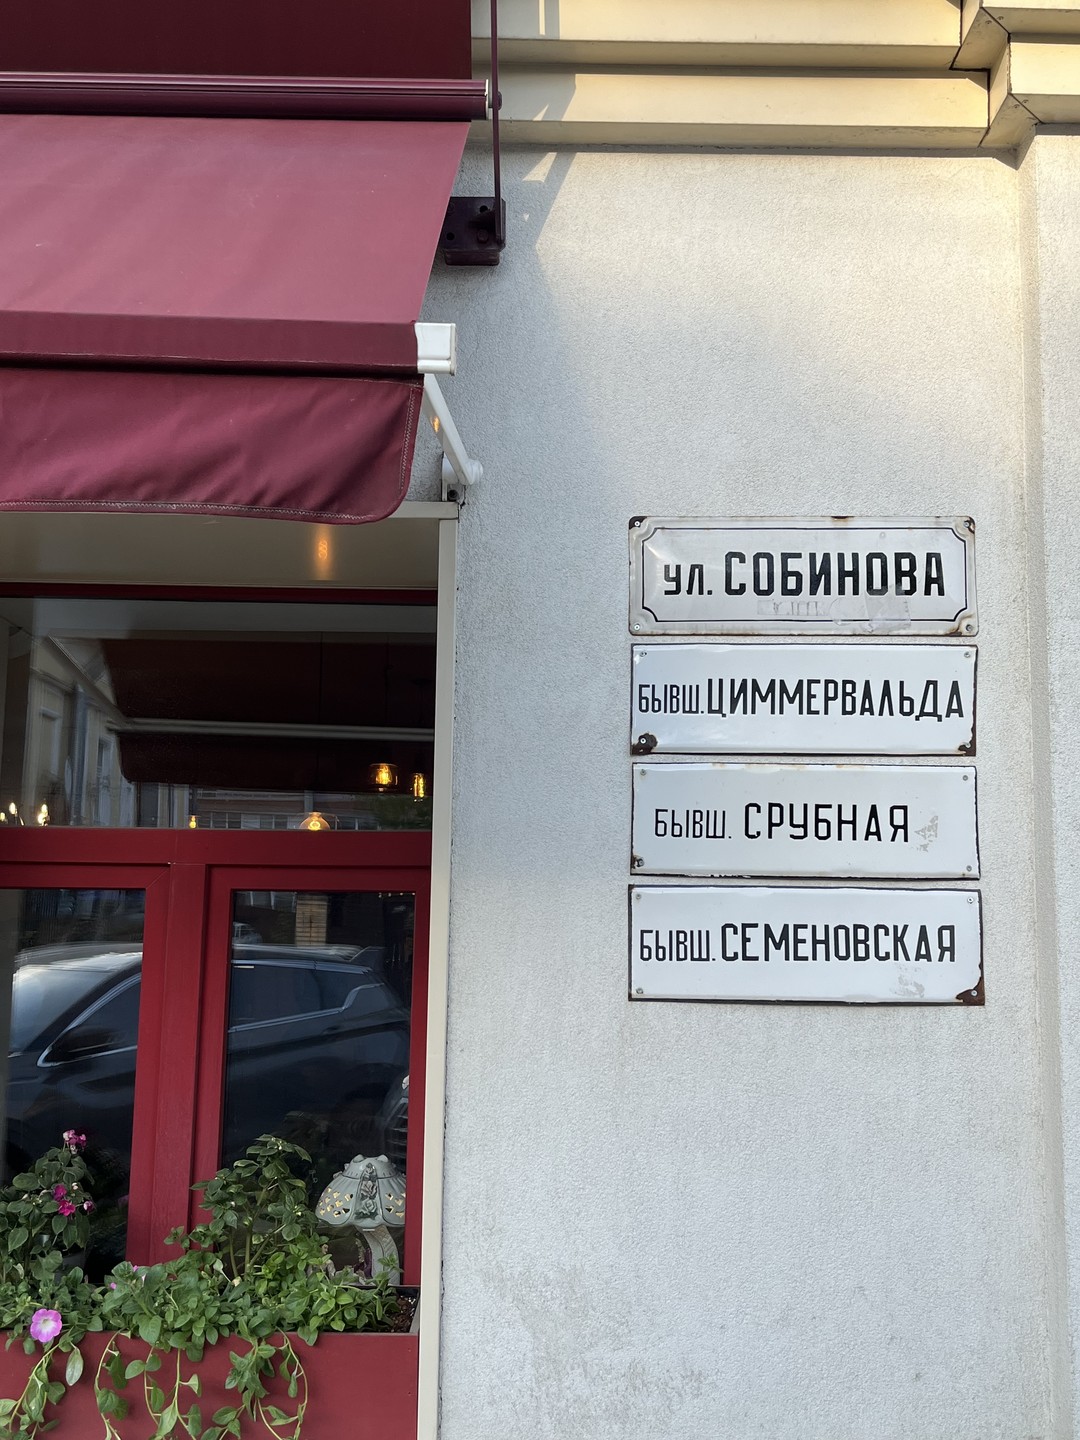 ул. СОБИНОВА
БЫВШ. ЦИММЕРВАЛЬДА
БЫВШ. СРУБНАЯ
БЫВШ. СЕМЕНОВСКАЯ